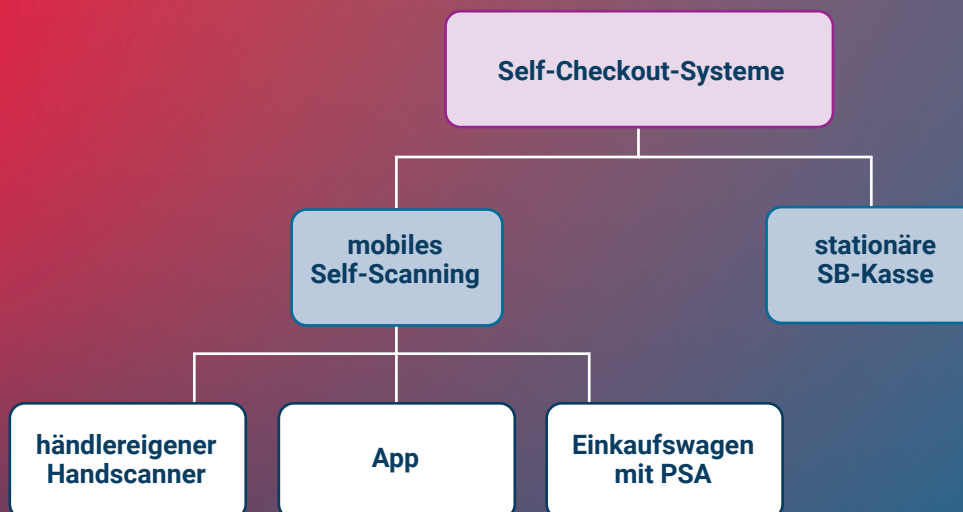 Self-Checkout-Systeme
mobiles
Self-Scanning
stationäre
SB-Kasse
händlereigener
Handscanner
App
Einkaufswagen
mit PSA